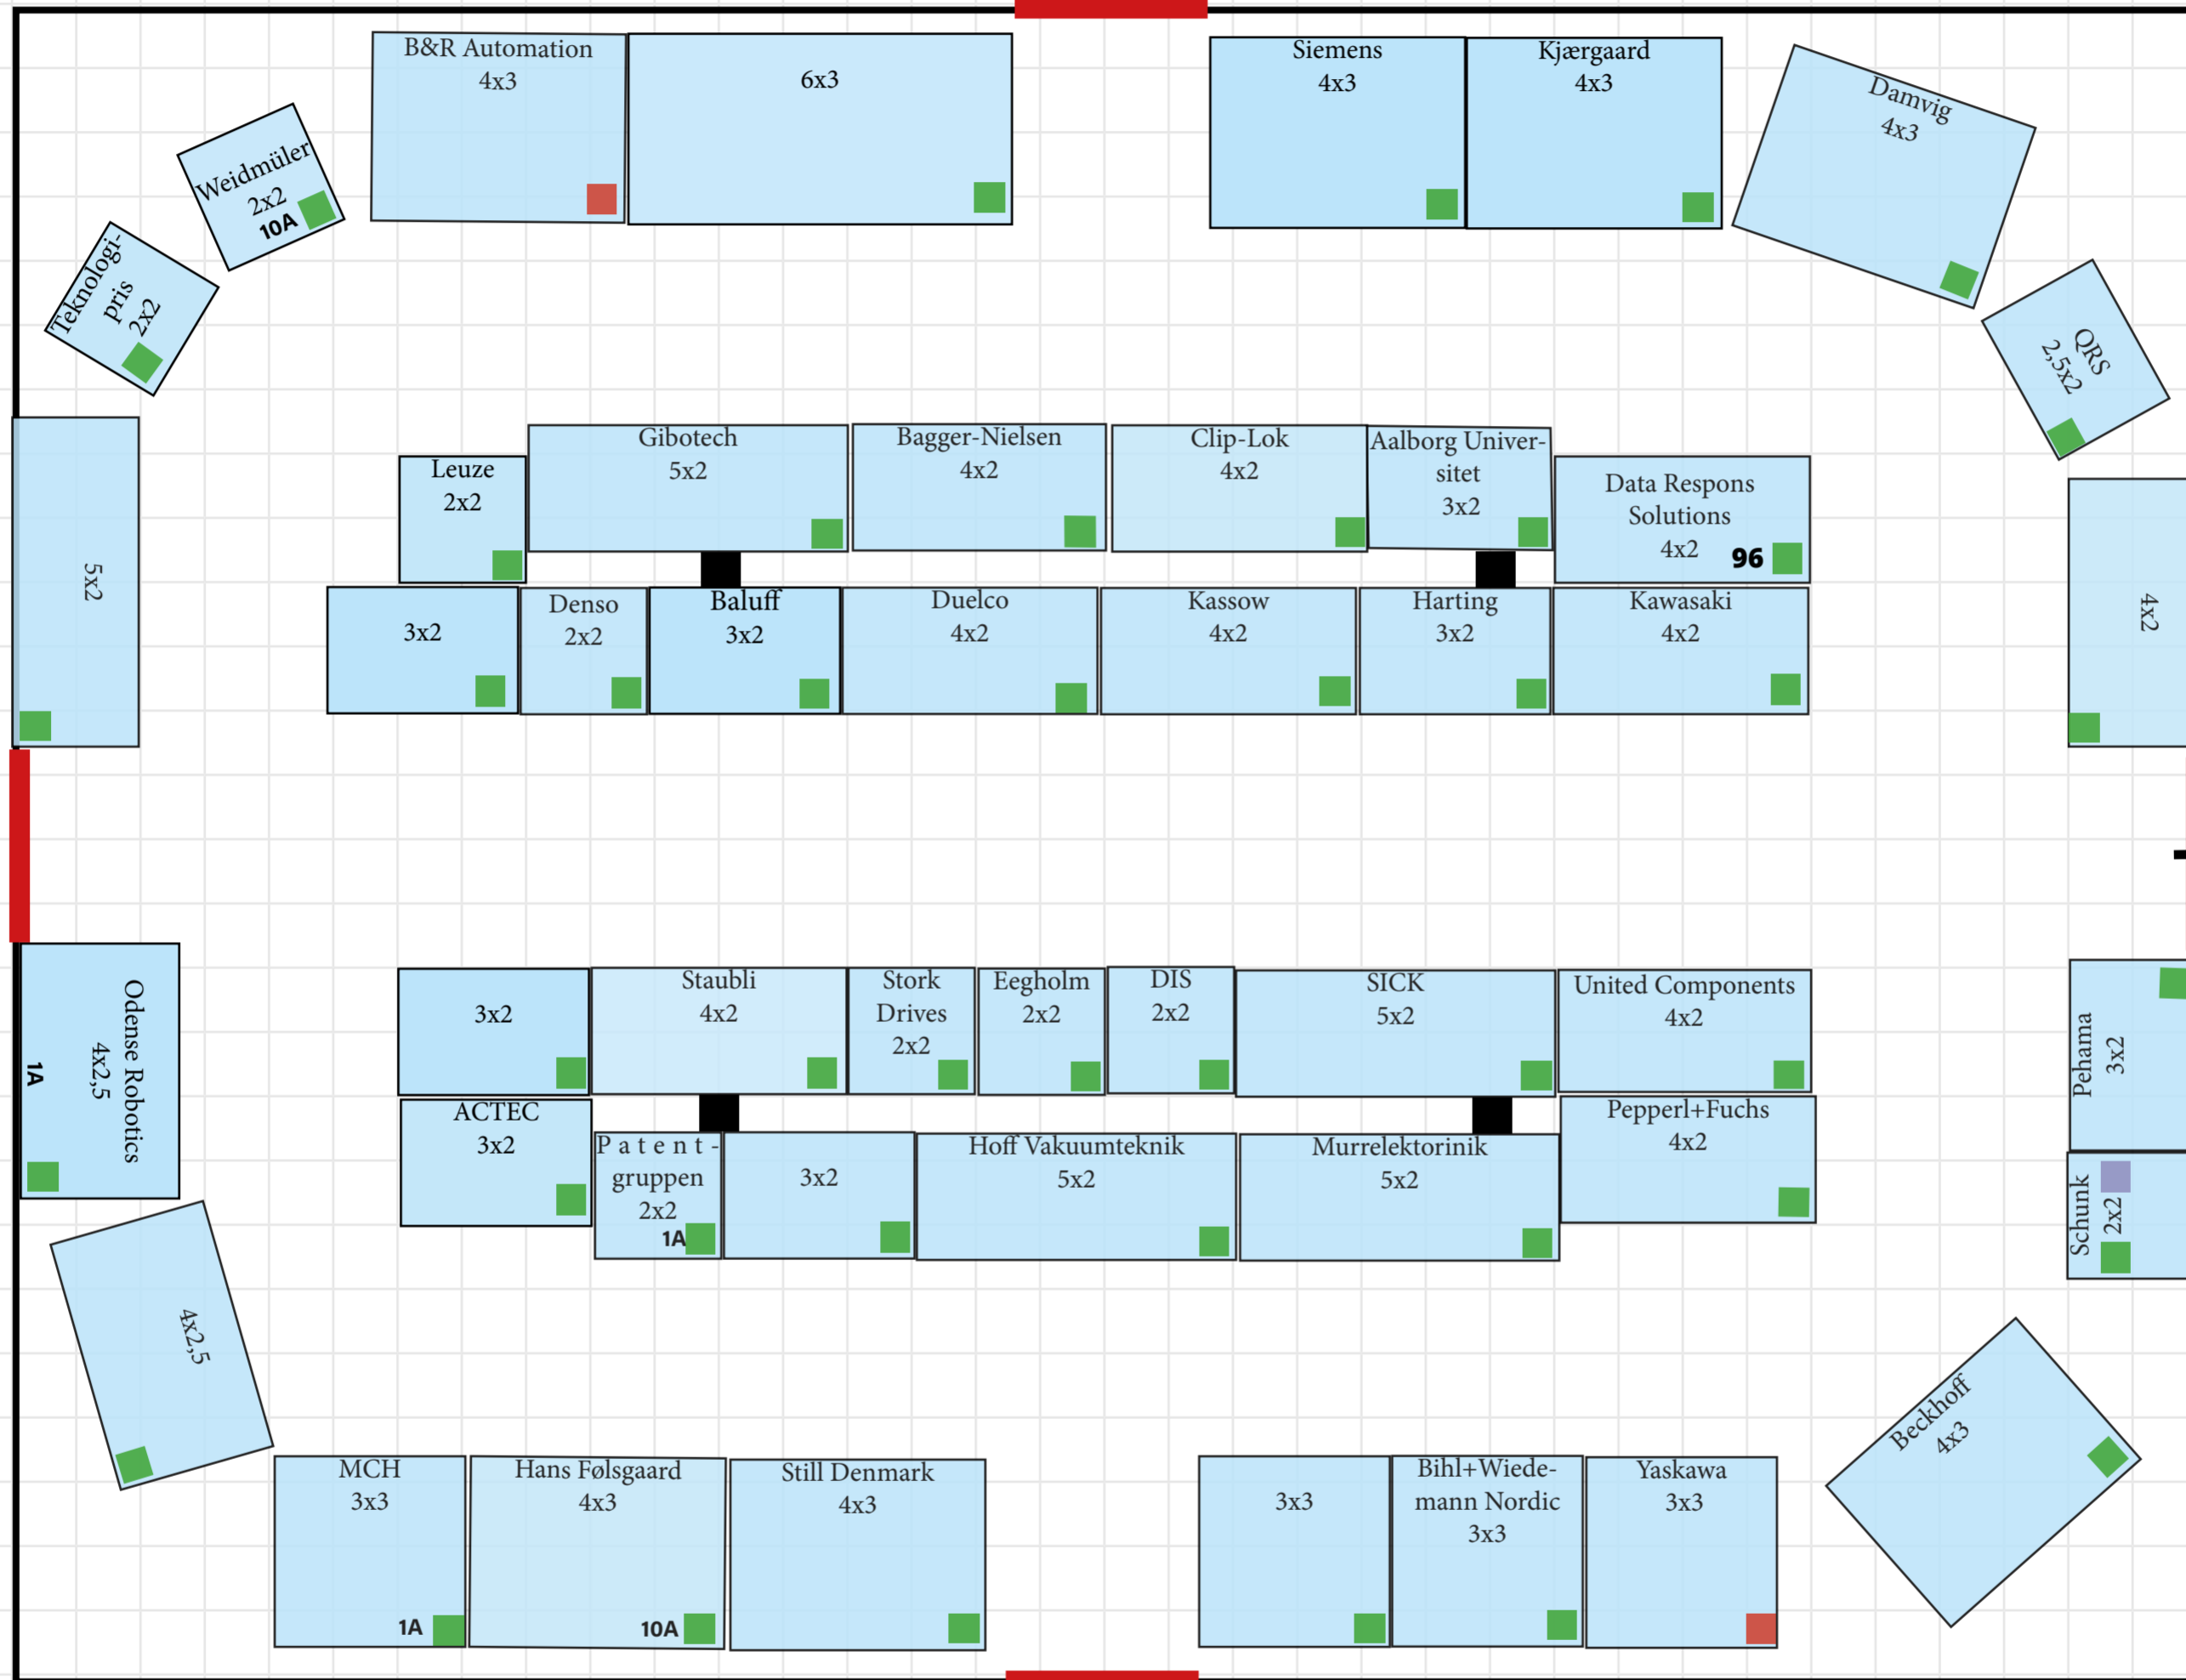 B&R Automation
4x3
6x3
Siemens
4x3
Kjærgaard
4x3
Damvig
4x3
Weidmüler
2x2
10A
Teknologi-
pris
2x2
QRS
2,5x2
5x2
Leuze
2x2
Gibotech
5x2
Bagger-Nielsen
4x2
Clip-Lok
4x2
Aalborg Univer-
sitet
3x2
Data Respons
Solutions
4x2
96
4x2
3x2
Denso
2x2
Baluff
3x2
Duelco
4x2
Kassow
4x2
Harting
3x2
Kawasaki
4x2
Odense Robotics
4x2,5
1A
3x2
Staubli
4x2
Stork
Drives
2x2
Eegholm
2x2
DIS
2x2
SICK
5x2
United Components
4x2
Pehama
3x2
ACTEC
3x2
Patent-
gruppen
2x2
1A
3x2
Hoff Vakuumteknik
5x2
Murrelektorinik
5x2
Pepperl+Fuchs
4x2
Schunk
2x2
4x2,5
Beckhoff
4x3
MCH
3x3
1A
Hans Følsgaard
4x3
10A
Still Denmark
4x3
3x3
Bihl+Wiede-
mann Nordic
3x3
Yaskawa
3x3